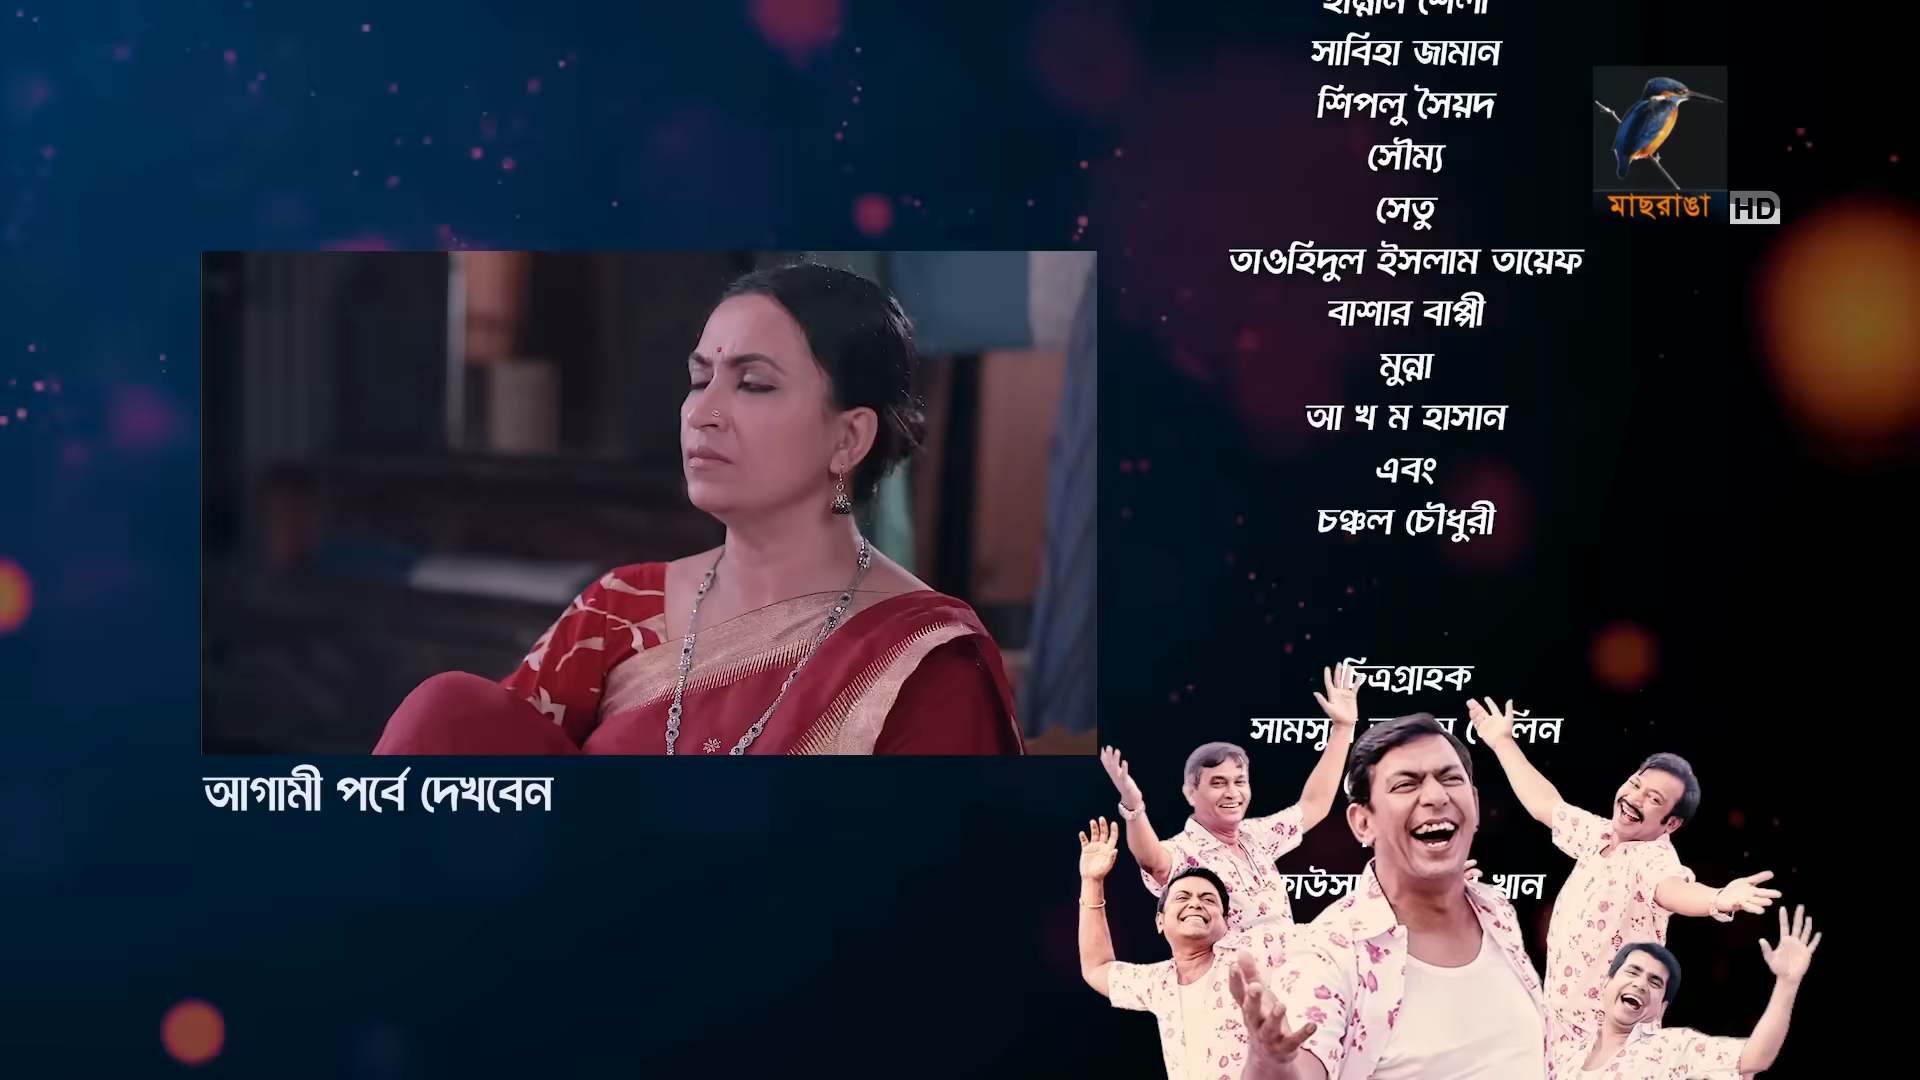 সাবিহা জামান
শিপলু সৈয়দ
সৌম্য
সেতু
তাওহিদুল ইসলাম তায়েফ
বাশার বাপ্পী
মুন্না
আ খ ম হাসান
এবং
চঞ্চল চৌধুরী
চিত্রগ্রাহক
খান
মাছরাঙা
HD
আগামী পর্বে দেখবেন